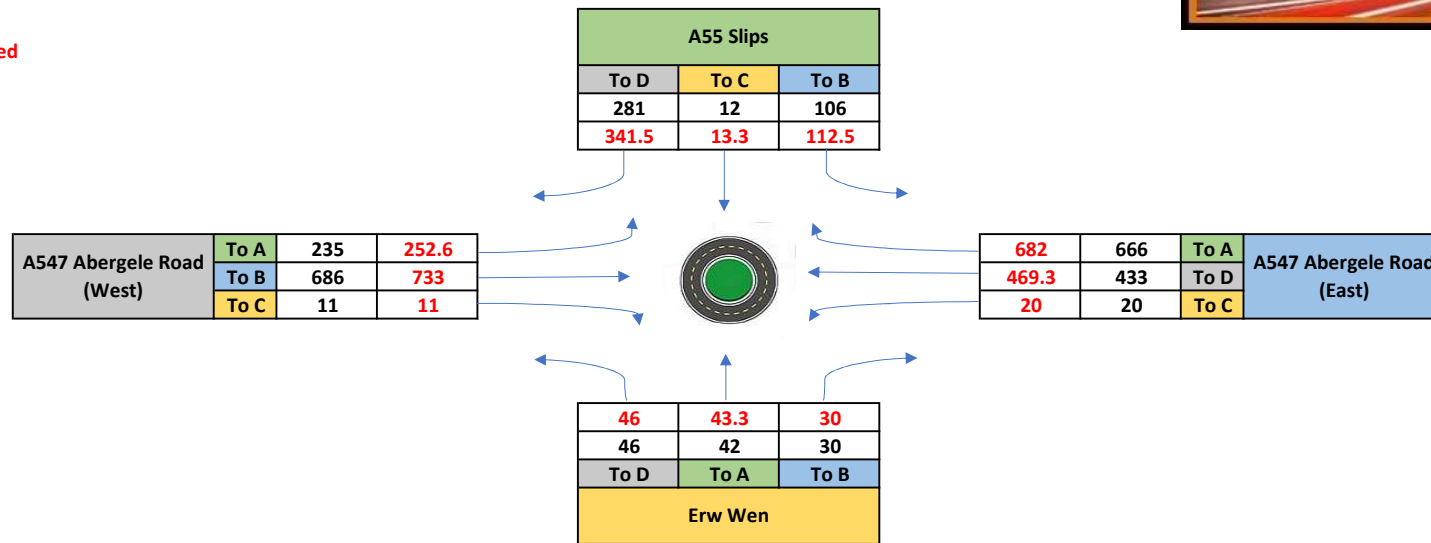 ed
A55 Slips
To D To C To B
281 12 106
341.5 13.3 112.5
A547 Abergele Road
(West)
To A 235 252.6
To B 686 733
To C 11 11
682 666 To A
469.3 433 To D
20 20 To C
A547 Abergele Road
(East)
46 43.3 30
46 42 30
To D To A To B
Erw Wen